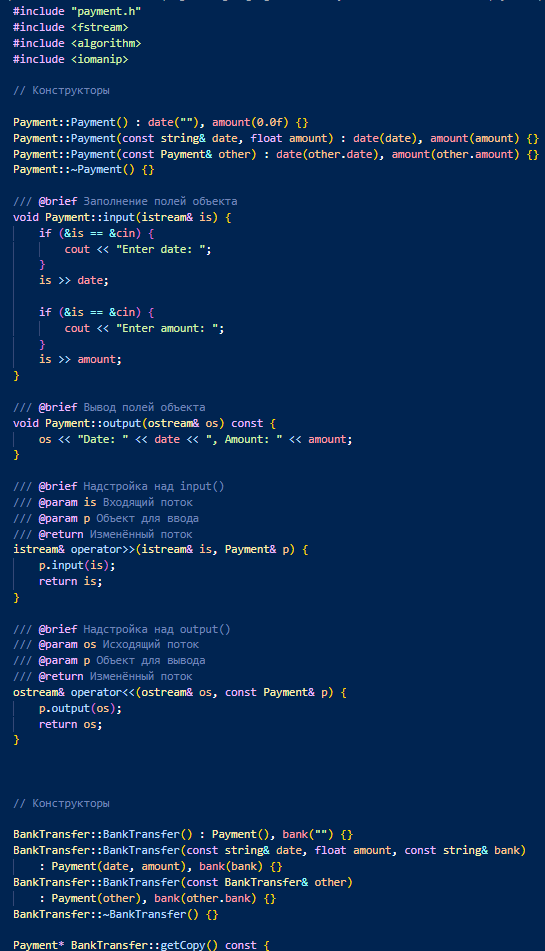 #include "payment.h"
#include <fstream>
#include <algorithm>
#include <iomanip>

// Конструкторы

Payment::Payment() : date(""), amount(0.0f) {}
Payment::Payment(const string& date, float amount) : date(date), amount(amount) {}
Payment::Payment(const Payment& other) : date(other.date), amount(other.amount) {}
Payment::~Payment() {}

/// @brief Заполнение полей объекта
void Payment::input(istream& is) {
    if (&is == &cin) {
        cout << "Enter date: ";
    }
    is >> date;

    if (&is == &cin) {
        cout << "Enter amount: ";
    }
    is >> amount;
}

/// @brief Вывод полей объекта
void Payment::output(ostream& os) const {
    os << "Date: " << date << ", Amount: " << amount;
}

/// @brief Надстройка над input()
/// @param is Входящий поток
/// @param p Объект для ввода
/// @return Изменённый поток
istream& operator>>(istream& is, Payment& p) {
    p.input(is);
    return is;
}

/// @brief Надстройка над output()
/// @param os Исходящий поток
/// @param p Объект для вывода
/// @return Изменённый поток
ostream& operator<<(ostream& os, const Payment& p) {
    p.output(os);
    return os;
}

// Конструкторы

BankTransfer::BankTransfer() : Payment(), bank("") {}
BankTransfer::BankTransfer(const string& date, float amount, const string& bank)
    : Payment(date, amount), bank(bank) {}
BankTransfer::BankTransfer(const BankTransfer& other)
    : Payment(other), bank(other.bank) {}
BankTransfer::~BankTransfer() {}

Payment* BankTransfer::getCopy() const {